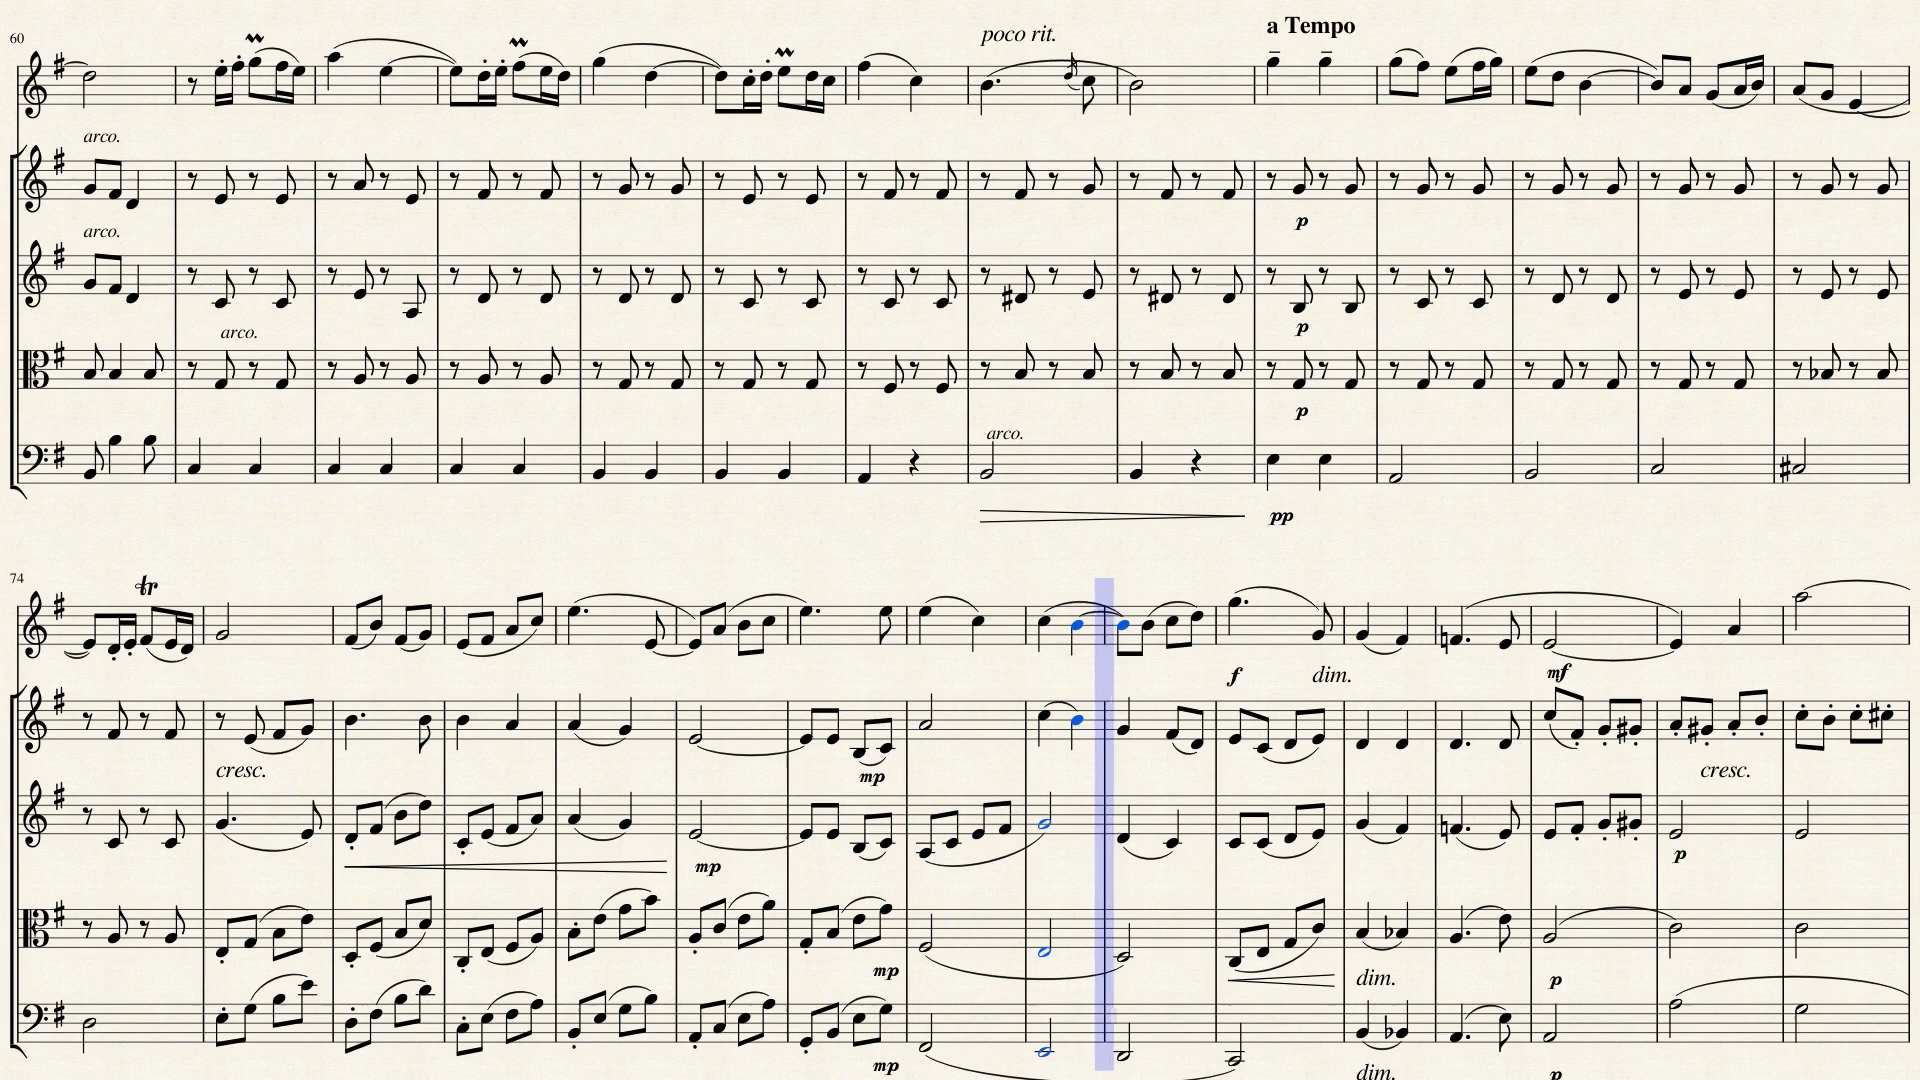 60
poco rit.
a Tempo
arco.
arco.
p
arco.
p
p
arco.
pp
74
tr
f
dim.
mf
cresc.
mp
cresc.
mp
p
mp
dim.
p
mp
dim.
p